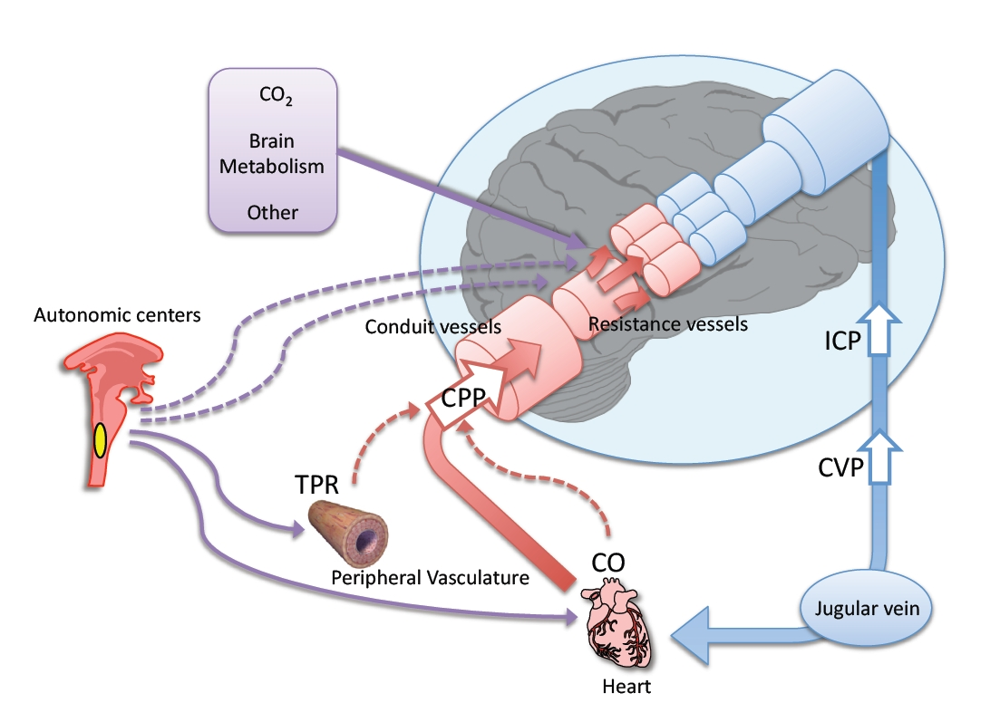 CO₂
Brain
Metabolism
Other
Autonomic centers
Conduit vessels
Resistance vessels
ICP
CPP
CVP
TPR
CO
Peripheral Vasculature
Jugular vein
Heart